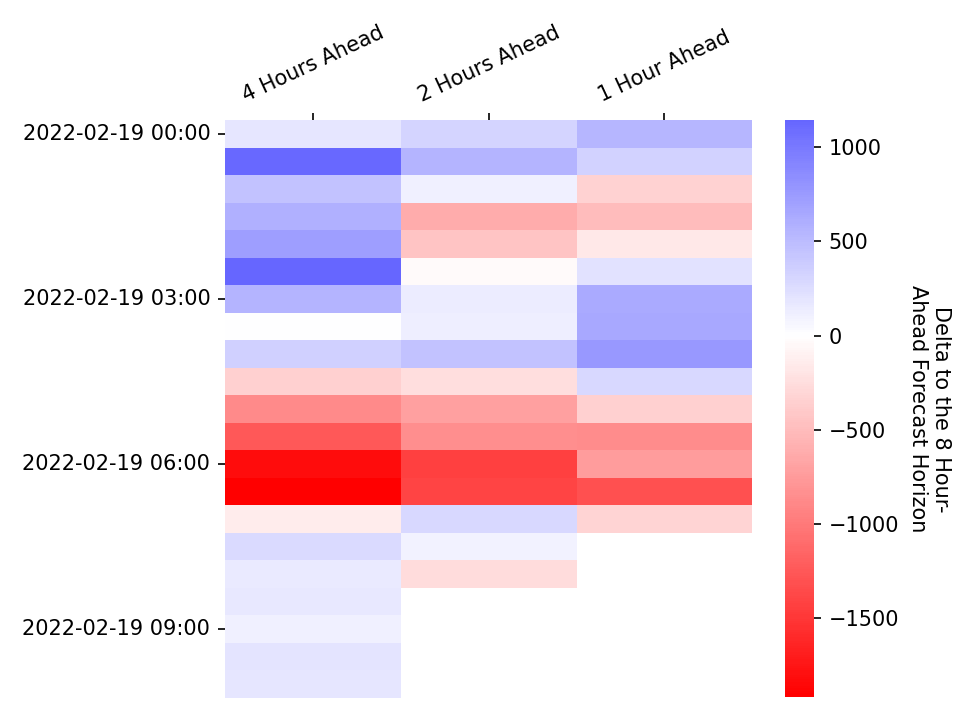 4 Hours Ahead
2 Hours Ahead
1 Hour Ahead
2022-02-19 00:00
2022-02-19 03:00
2022-02-19 06:00
2022-02-19 09:00
1000
500
0
−500
−1000
−1500
Delta to the 8 Hour-
Ahead Forecast Horizon